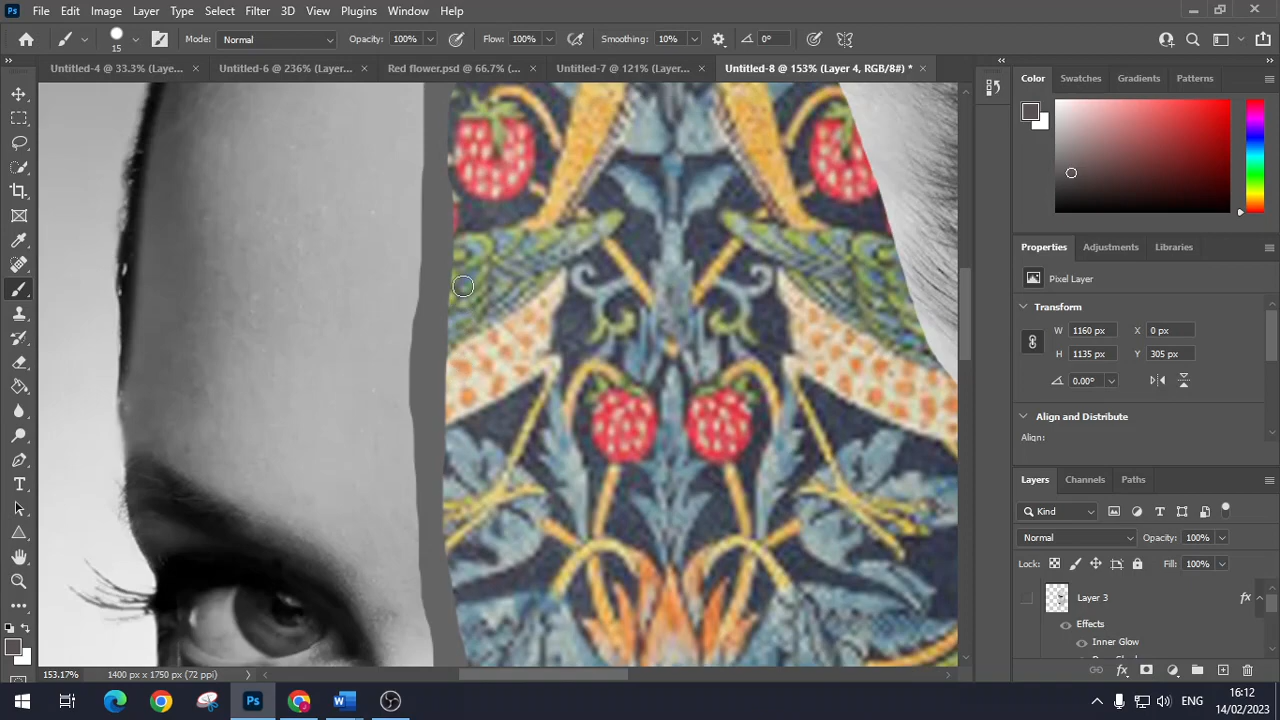 Ps File Edit Image Layer Type Select Filter 3D View Plugins Window Help
15 Mode: Normal Opacity: 100% Flow: 100% Smoothing: 10% 0°
Untitled-4 @ 33.3% (Laye... × Untitled-6 @ 236% (Layer... × Red flower.psd @ 66.7% (... × Untitled-7 @ 121% (Layer... × Untitled-8 @ 153% (Layer 4, RGB/8#) * ×
Color Swatches Gradients Patterns
Properties Adjustments Libraries
Pixel Layer
Transform
W 1160 px X 0 px
H 1135 px Y 305 px
0.00°
Align and Distribute
Align:
Layers Channels Paths
Kind
Normal Opacity: 100%
Lock: Fill: 100%
Layer 3 fx
Effects
Inner Glow
153.17% 1400 px x 1750 px (72 ppi)
fx
Ps W ENG 16:12
14/02/2023